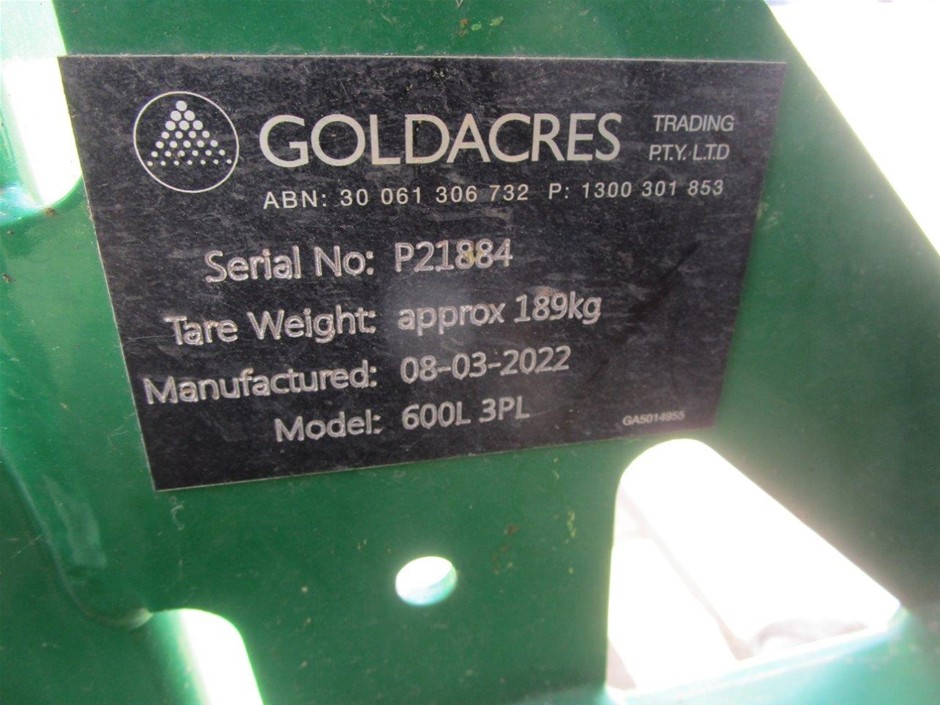 GOLDACRES TRADING P.T.Y. L.T.D
ABN: 30 061 306 732 P: 1300 301 853
Serial No: P21884
Tare Weight: approx 189kg
Manufactured: 08-03-2022
Model: 600L 3PL
GA5014955